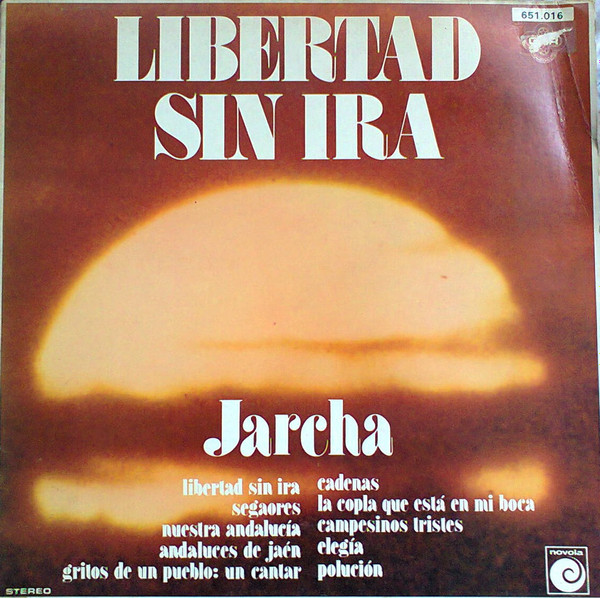 651.016
LIBERTAD
SIN IRA
Jarcha
libertad sin ira
segaores
nuestra andalucía
andaluces de jaén
gritos de un pueblo: un cantar
cadenas
la copla que está en mi boca
campesinos tristes
elegía
polución
STEREO
novola